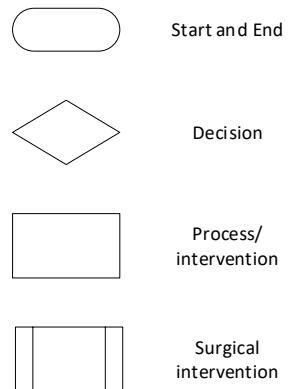 Start and End
Decision
Process/
intervention
Surgical
intervention